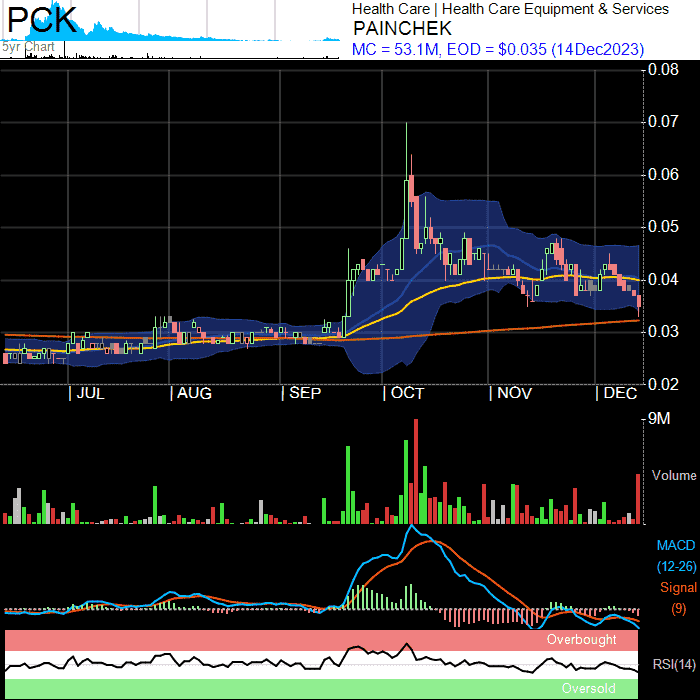 PCK
5yr Chart
Health Care | Health Care Equipment & Services
PAINCHEK
MC = 53.1M, EOD = $0.035 (14Dec2023)
0.08
0.07
0.06
0.05
0.04
0.03
0.02
JUL
AUG
SEP
OCT
NOV
DEC
9M
Volume
MACD
(12-26)
Signal
(9)
Overbought
RSI(14)
Oversold